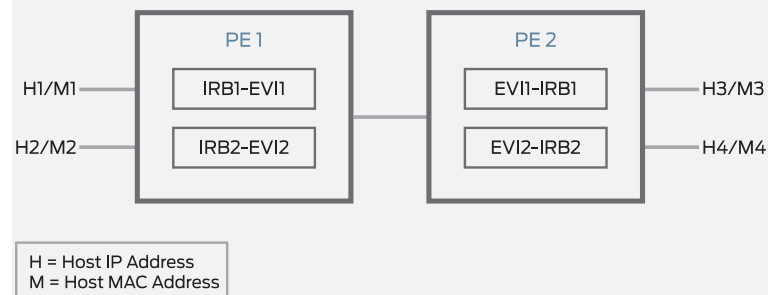 PE 1
PE 2
H1/M1
IRB1-EVI1
EVI1-IRB1
H3/M3
H2/M2
IRB2-EVI2
EVI2-IRB2
H4/M4
H = Host IP Address
M = Host MAC Address